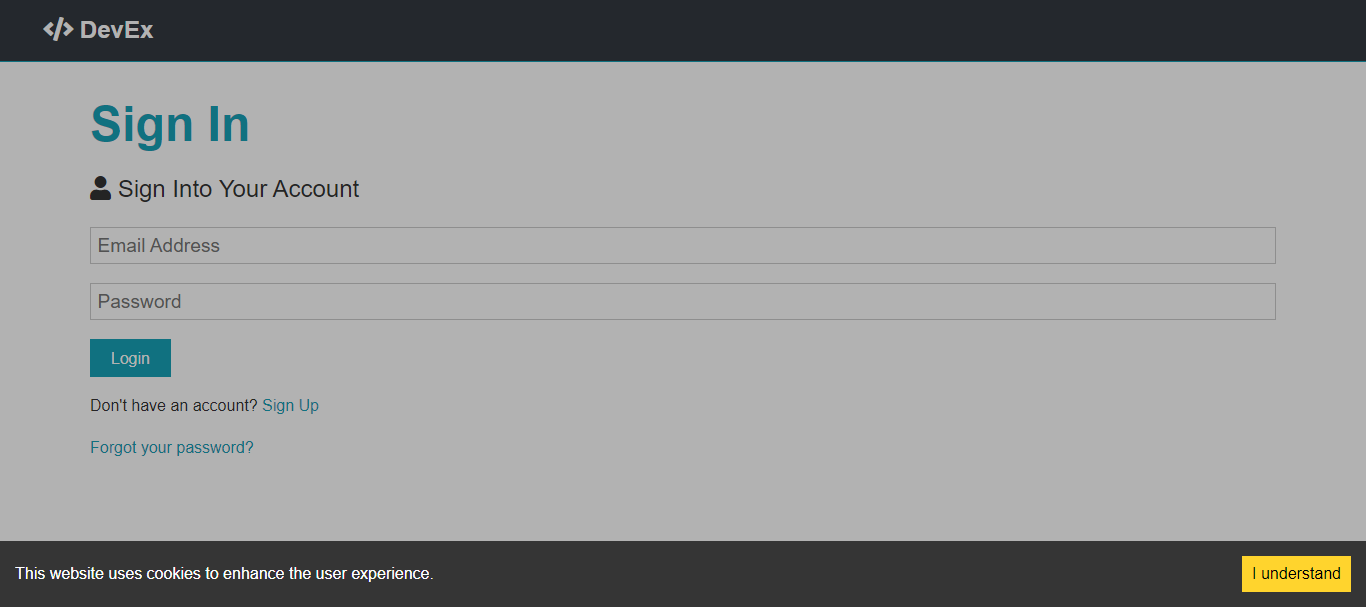 DevEx
Sign In
Sign Into Your Account
Email Address
Password
Login
Don't have an account? Sign Up
Forgot your password?
This website uses cookies to enhance the user experience.
I understand